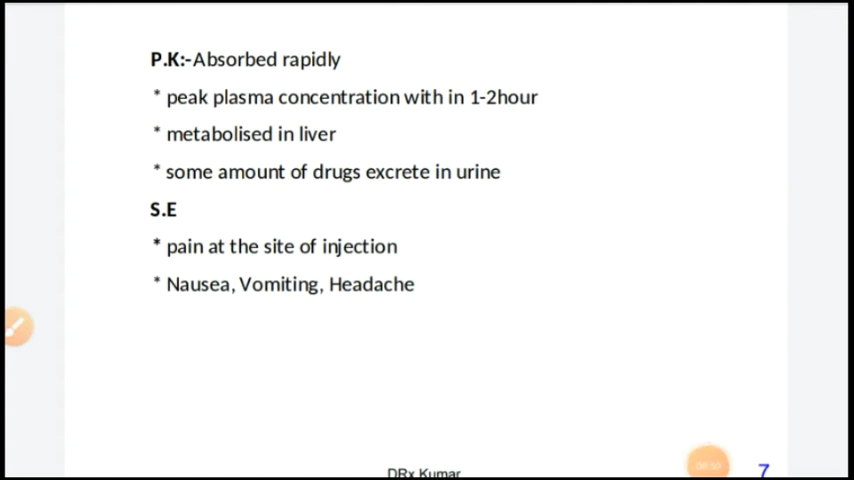 P.K:-Absorbed rapidly
* peak plasma concentration with in 1-2hour
* metabolised in liver
* some amount of drugs excrete in urine
S.E
* pain at the site of injection
* Nausea, Vomiting, Headache
DRx Kumar
7